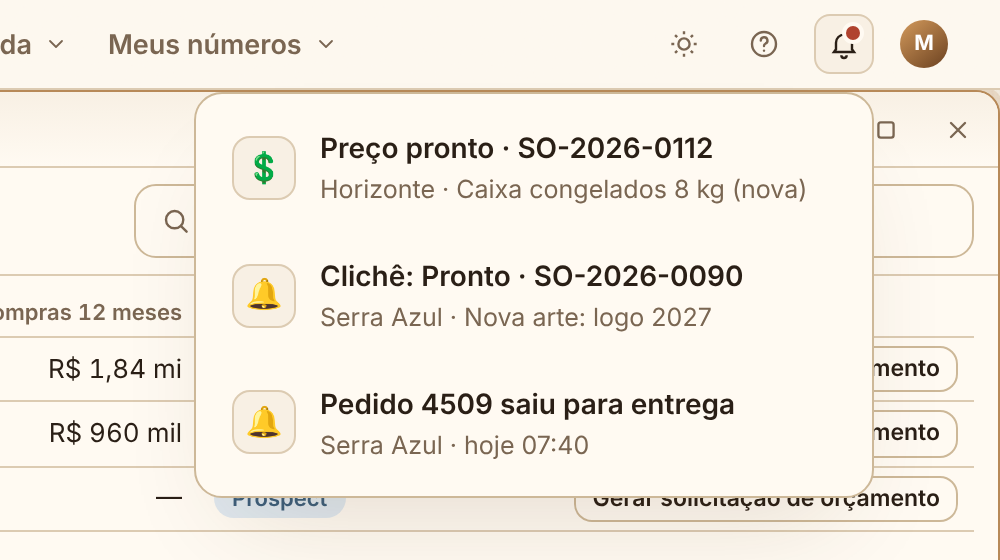 da
Meus números
M
Preço pronto · SO-2026-0112
Horizonte · Caixa congelados 8 kg (nova)
Clichê: Pronto · SO-2026-0090
Serra Azul · Nova arte: logo 2027
Pedido 4509 saiu para entrega
Serra Azul · hoje 07:40
ompras 12 meses
R$ 1,84 mi
mento
R$ 960 mil
mento
—
Prospect
Gerar solicitação de orçamento